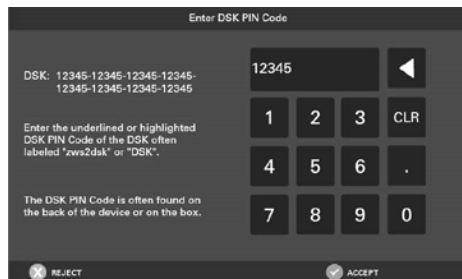 Enter DSK PIN Code
DSK: 12345-12345-12345-12345-
12345-12345-12345-12345
12345
Enter the underlined or highlighted
DSK PIN Code of the DSK often
labeled "zws2dsk" or "DSK".
The DSK PIN Code is often found on
the back of the device or on the box.
1 2 3 CLR
4 5 6 .
7 8 9 0
REJECT
ACCEPT